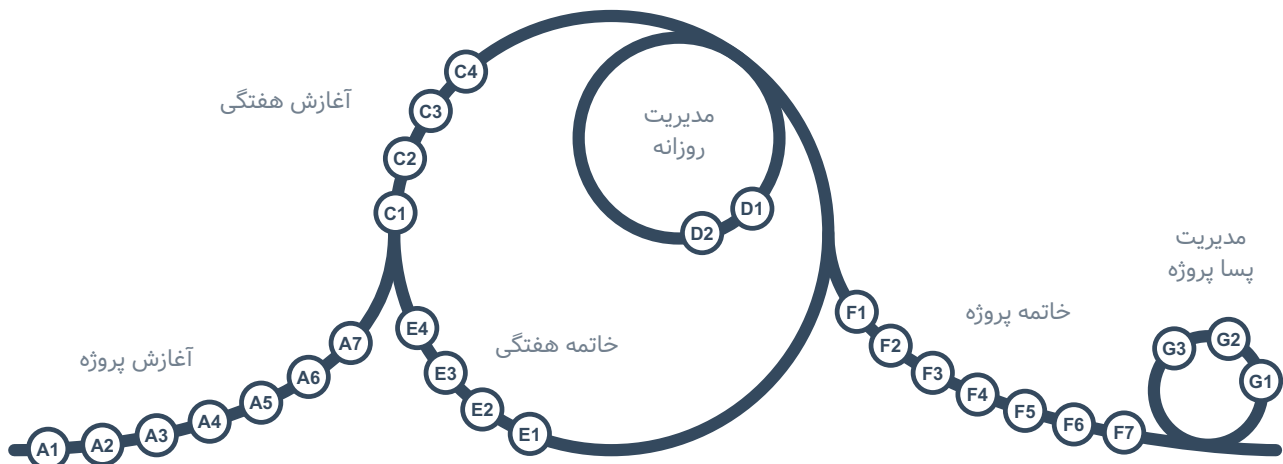 آغازش پروژه
A1
A2
A3
A4
A5
A6
A7
آغازش هفتگی
C1
C2
C3
C4
مدیریت
روزانه
D1
D2
خاتمه هفتگی
E1
E2
E3
E4
خاتمه پروژه
F1
F2
F3
F4
F5
F6
F7
مدیریت
پسا پروژه
G1
G2
G3